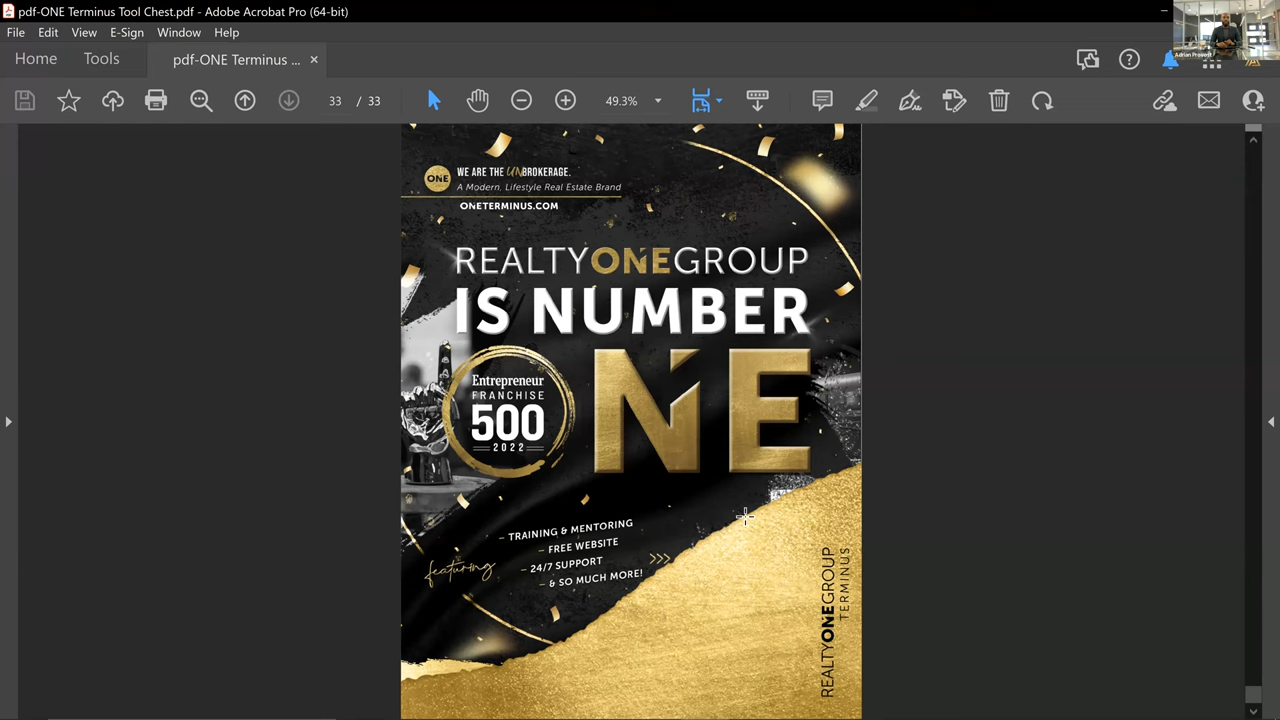 pdf-ONE Terminus Tool Chest.pdf - Adobe Acrobat Pro (64-bit)
File Edit View E-Sign Window Help
Home Tools pdf-ONE Terminus ... ×
33 / 33 49.3%
Adrian Provost
ONE WE ARE THE UNBROKERAGE.
A Modern, Lifestyle Real Estate Brand
ONETERMINUS.COM
REALTYONEGROUP
IS NUMBER
ONE
Entrepreneur
FRANCHISE
500
2022
featuring
– TRAINING & MENTORING
– FREE WEBSITE
– 24/7 SUPPORT
– & SO MUCH MORE!
>>>
REALTYONEGROUP
TERMINUS